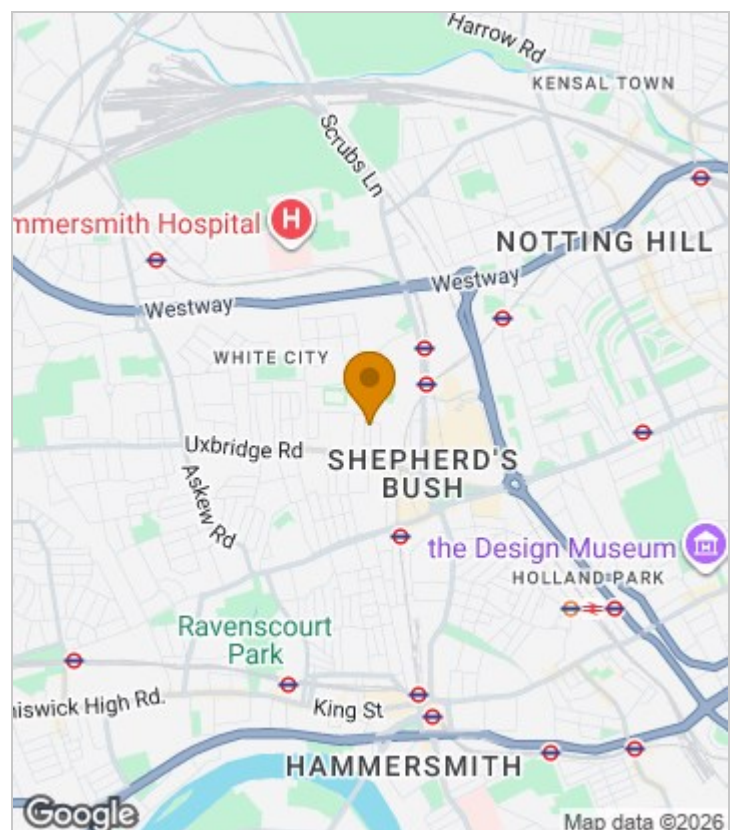 Harrow Rd
KENSAL TOWN
Scrubs Ln
mmersmith Hospital
H
NOTTING HILL
Westway
Westway
WHITE CITY
Uxbridge Rd
SHEPHERD'S
BUSH
Askew Rd
the Design Museum
HOLLAND PARK
Ravenscourt
Park
niswick High Rd.
King St
HAMMERSMITH
Google
Map data ©2026